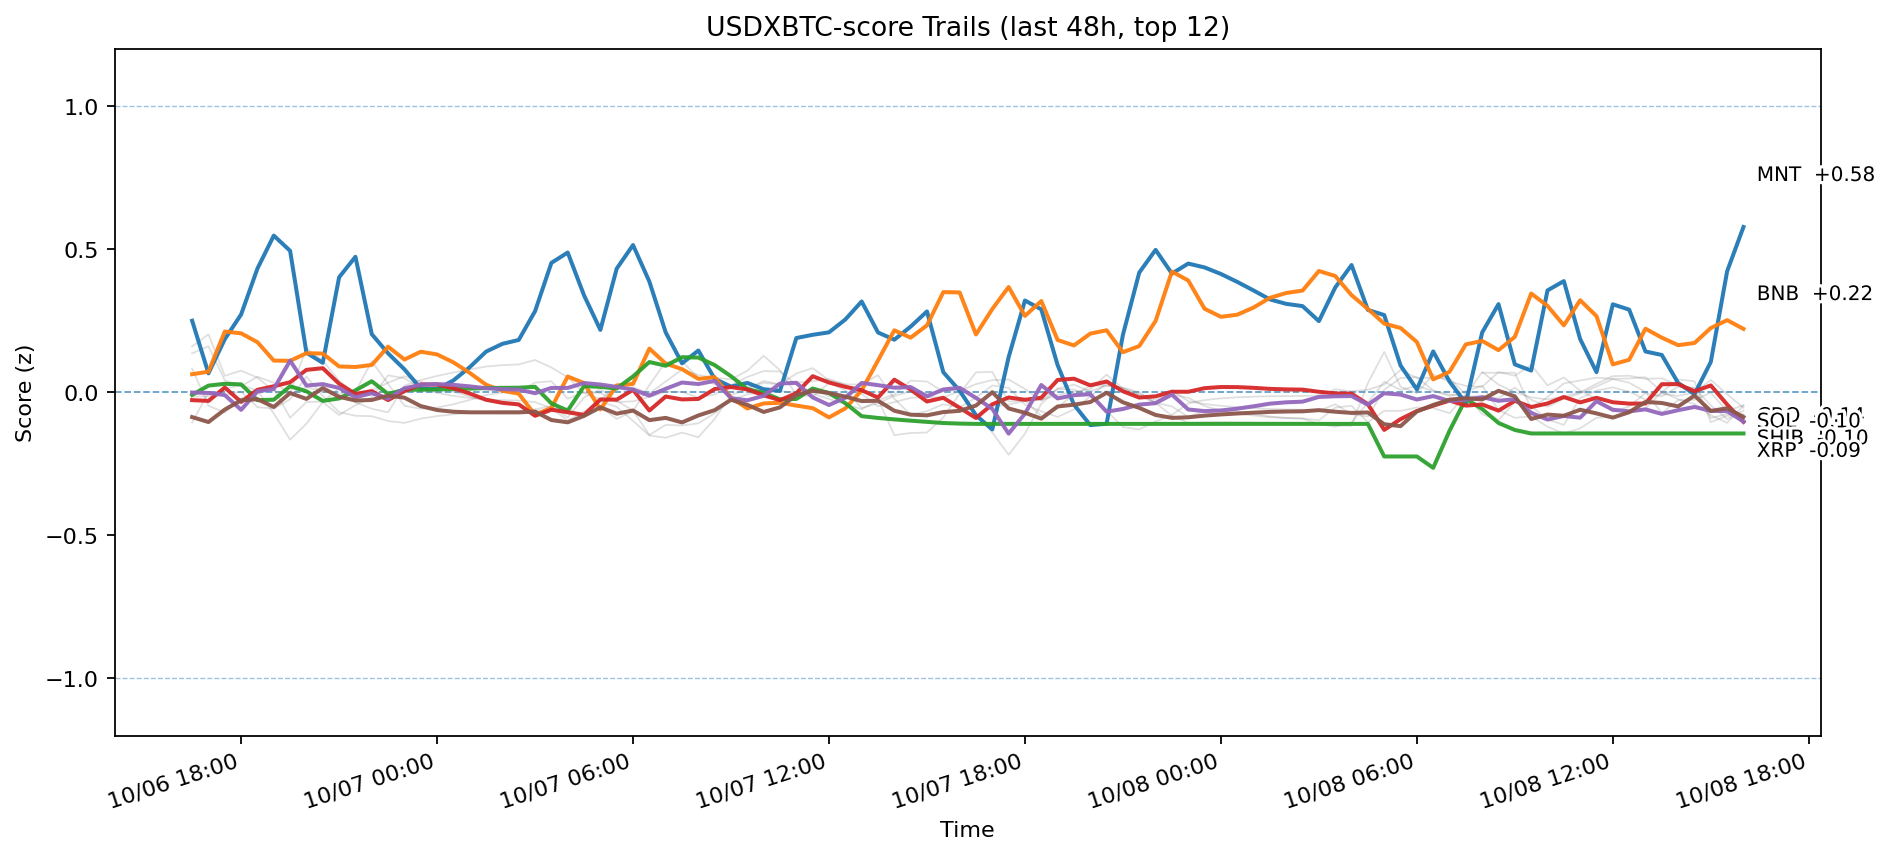 USDXBTC-score Trails (last 48h, top 12)
Score (z)
1.0
0.5
0.0
−0.5
−1.0
MNT +0.58
BNB +0.22
-0.14
SOL -0.10
SHIB -0.10
XRP -0.09
10/06 18:00
10/07 00:00
10/07 06:00
10/07 12:00
10/07 18:00
10/08 00:00
10/08 06:00
10/08 12:00
10/08 18:00
Time